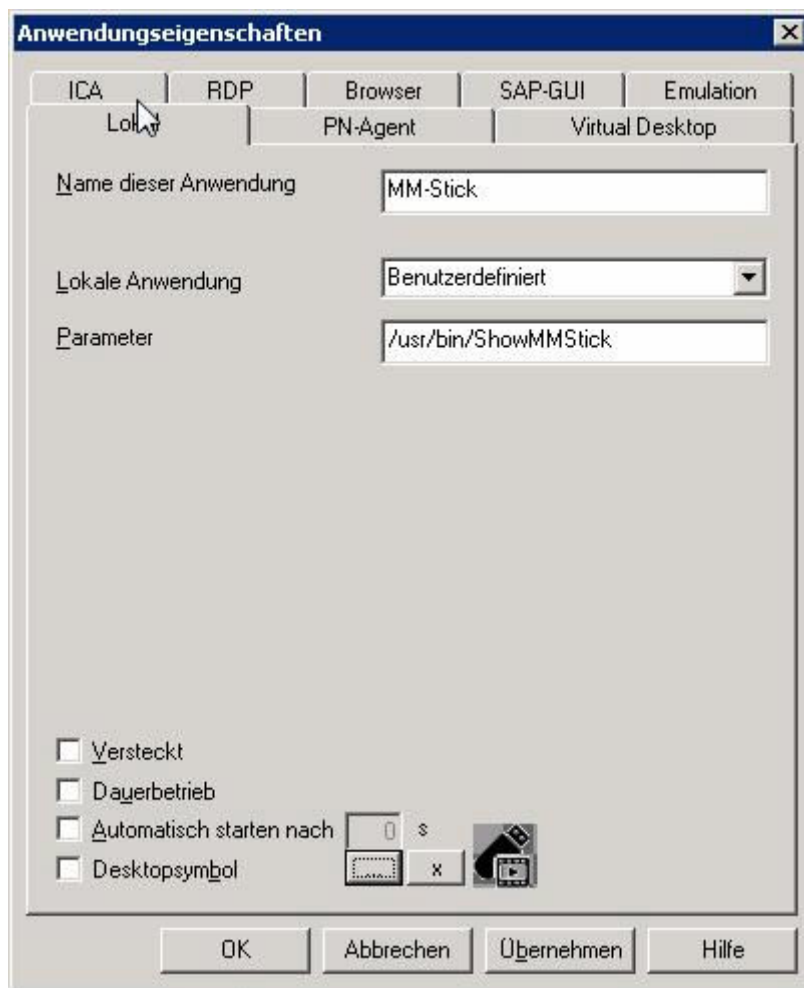 Anwendungseigenschaften
ICA RDP Browser SAP-GUI Emulation
Lokal PN-Agent Virtual Desktop
Name dieser Anwendung MM-Stick
Lokale Anwendung Benutzerdefiniert
Parameter /usr/bin/ShowMMStick
Versteckt
Dauerbetrieb
Automatisch starten nach 0 s
Desktopsymbol ... x
OK Abbrechen Übernehmen Hilfe